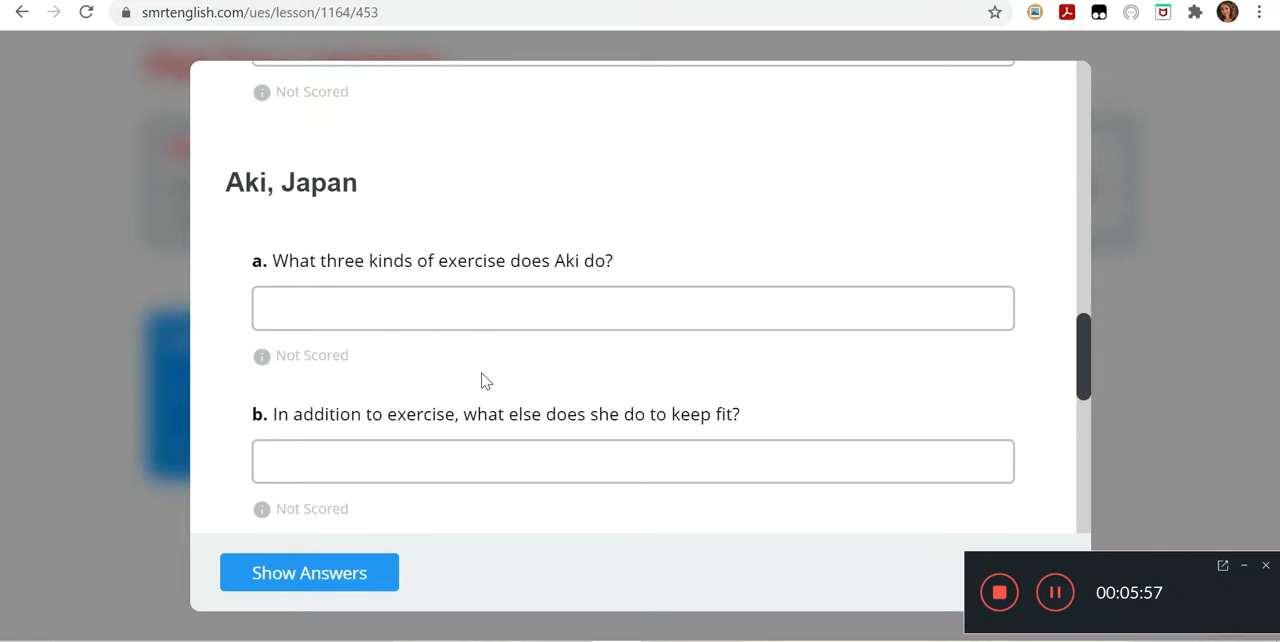 smrtenglish.com/ues/lesson/1164/453
Not Scored
Aki, Japan
a. What three kinds of exercise does Aki do?
Not Scored
b. In addition to exercise, what else does she do to keep fit?
Not Scored
Show Answers
00:05:57